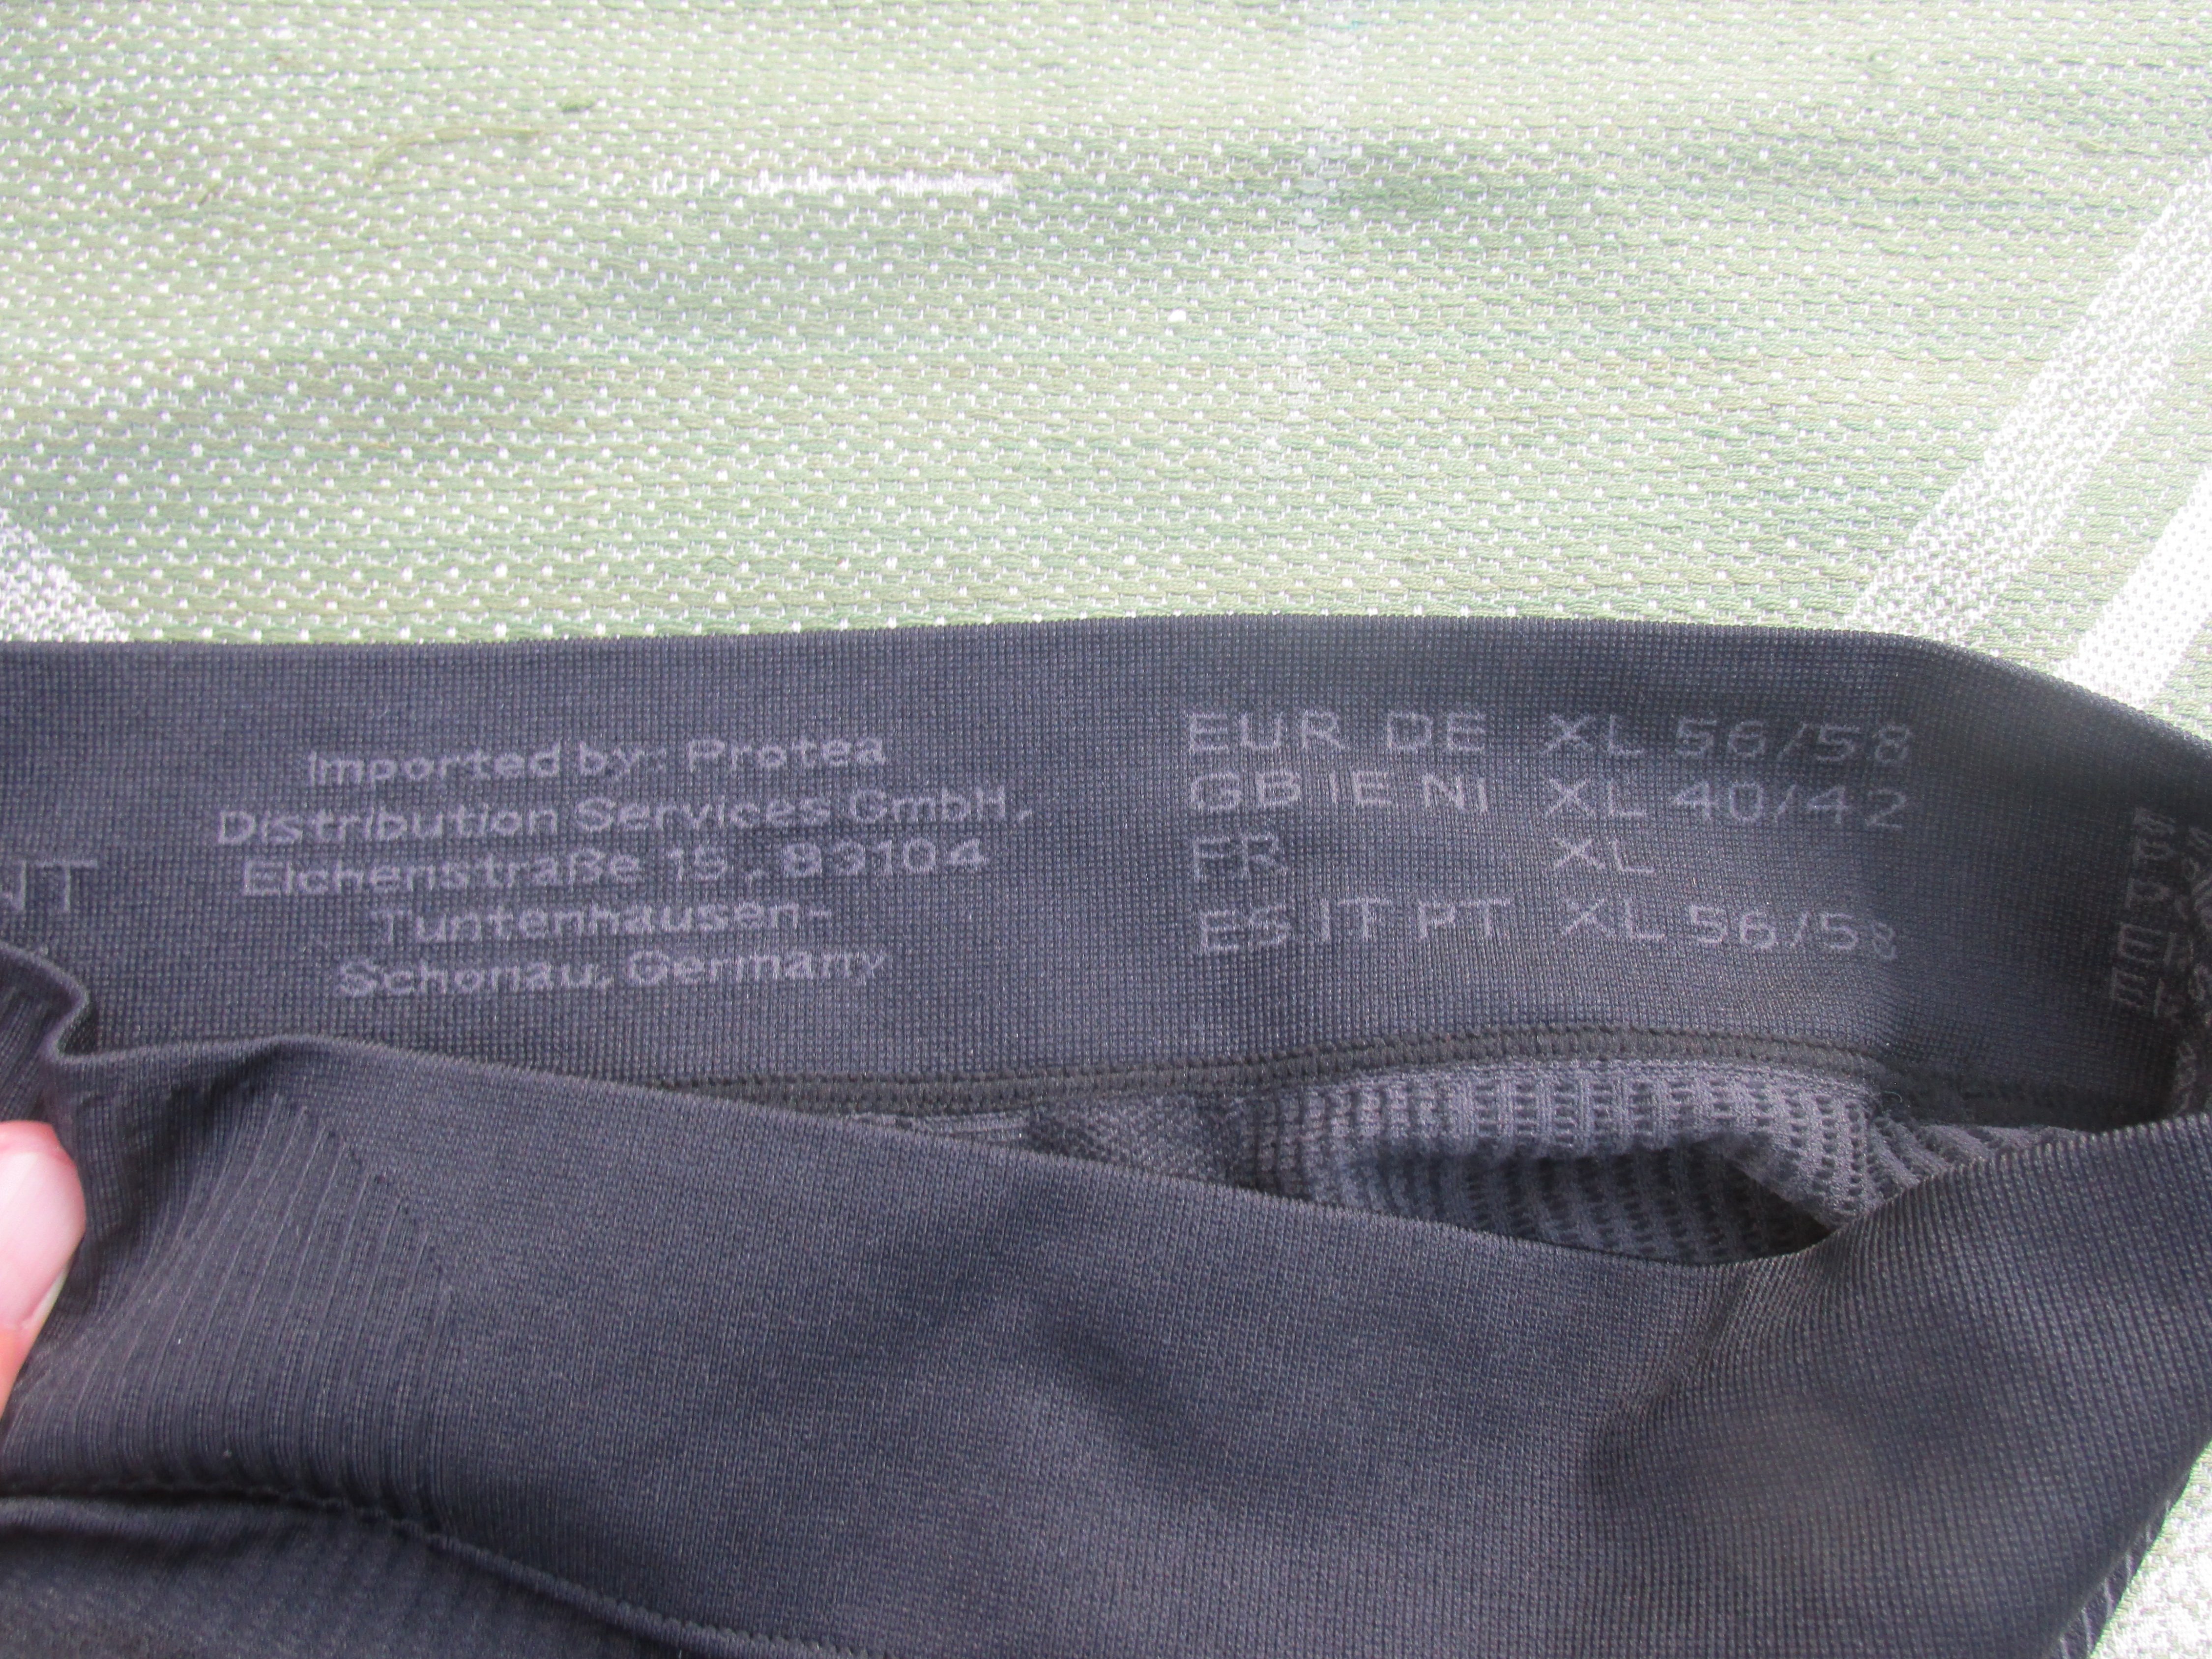 Imported by: Protea
Distribution Services GmbH,
Eichenstraße 15, 83104
Tuntenhausen-
Schonau, Germany
EUR DE XL 56/58
GB IE NI XL 40/42
FR XL
ES IT PT XL 56/58